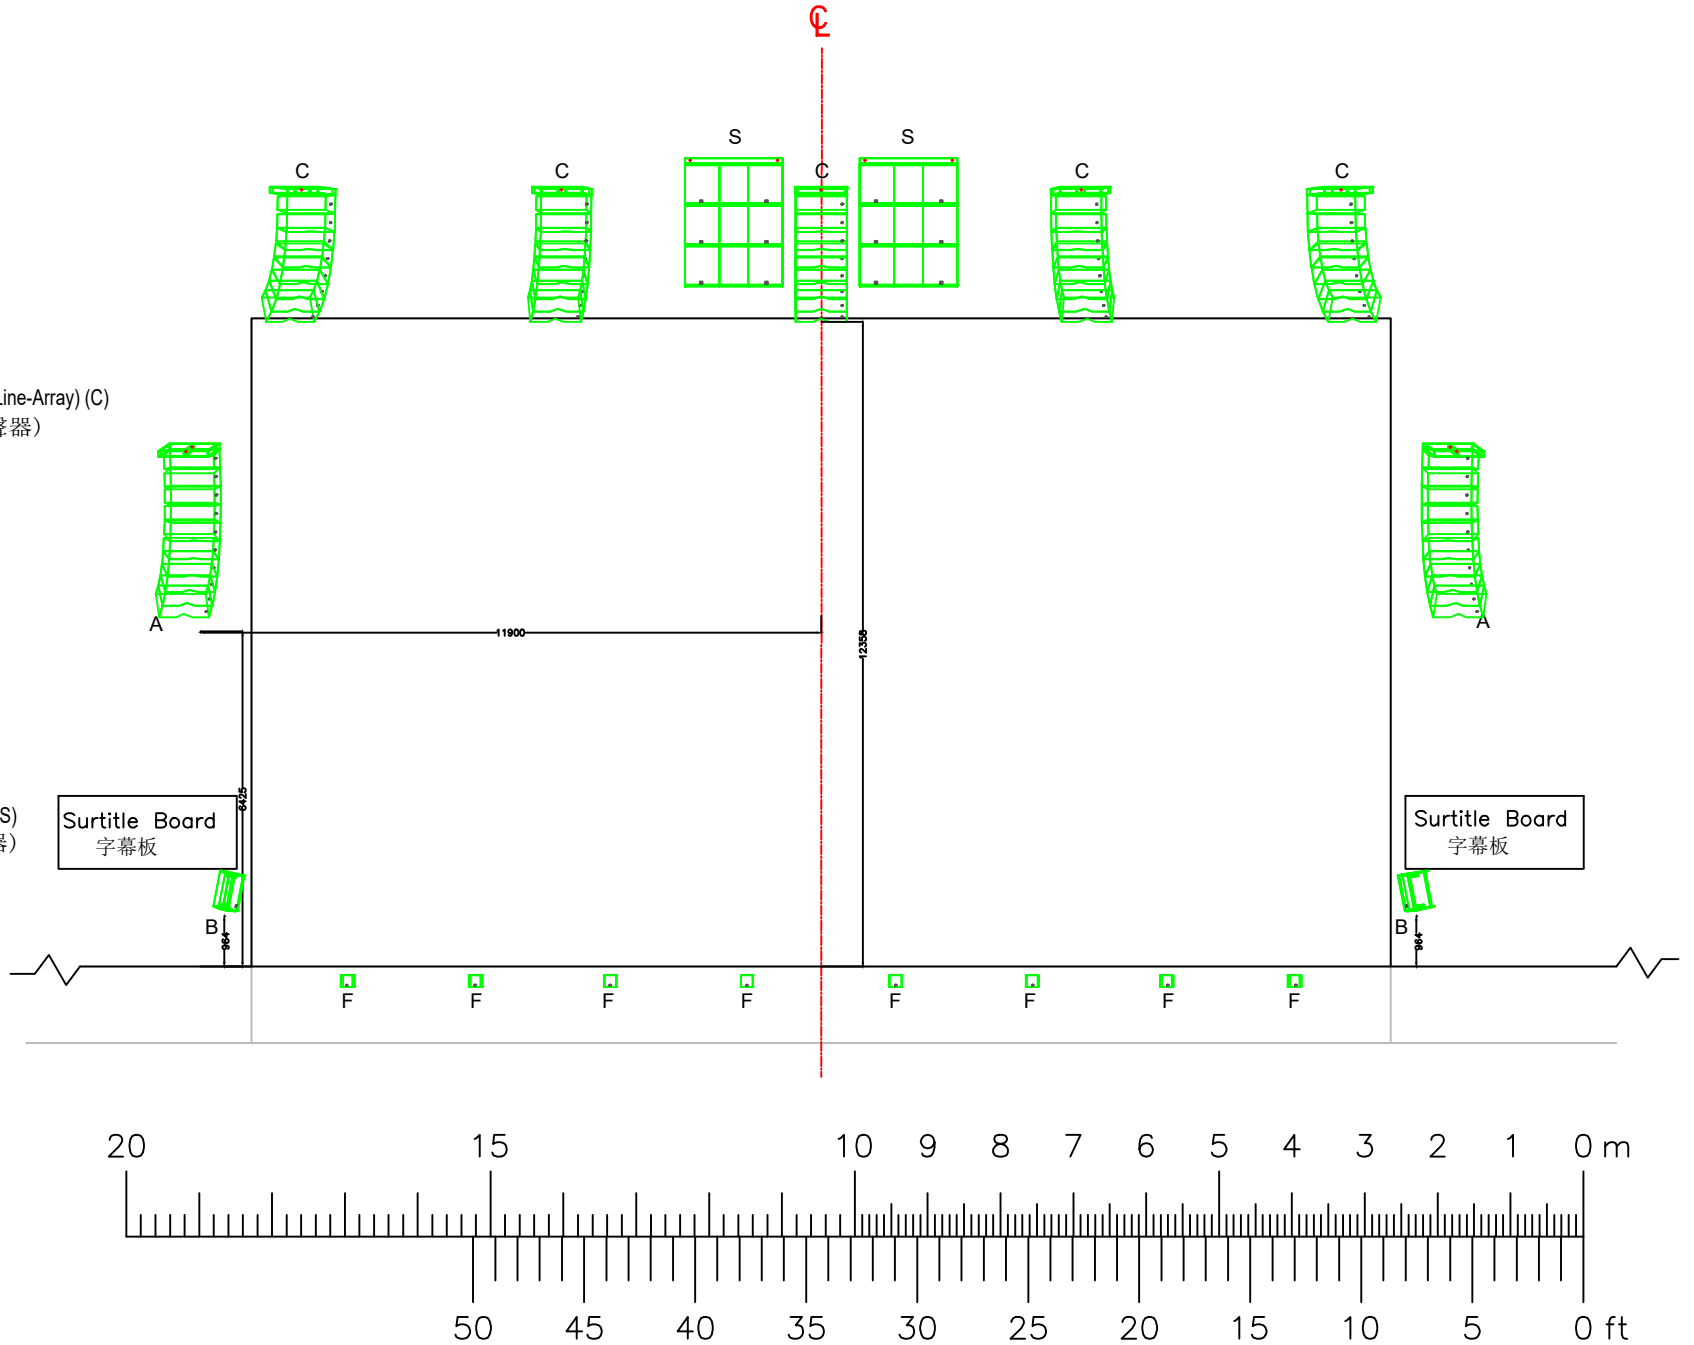 ℄
S S
C C C C C
Line-Array) (C)
聲器）
A A
11900
12358
6425
S)
器）
Surtitle Board
字幕板
Surtitle Board
字幕板
B B
964 964
F F F F F F F F
20 15 10 9 8 7 6 5 4 3 2 1 0 m
50 45 40 35 30 25 20 15 10 5 0 ft